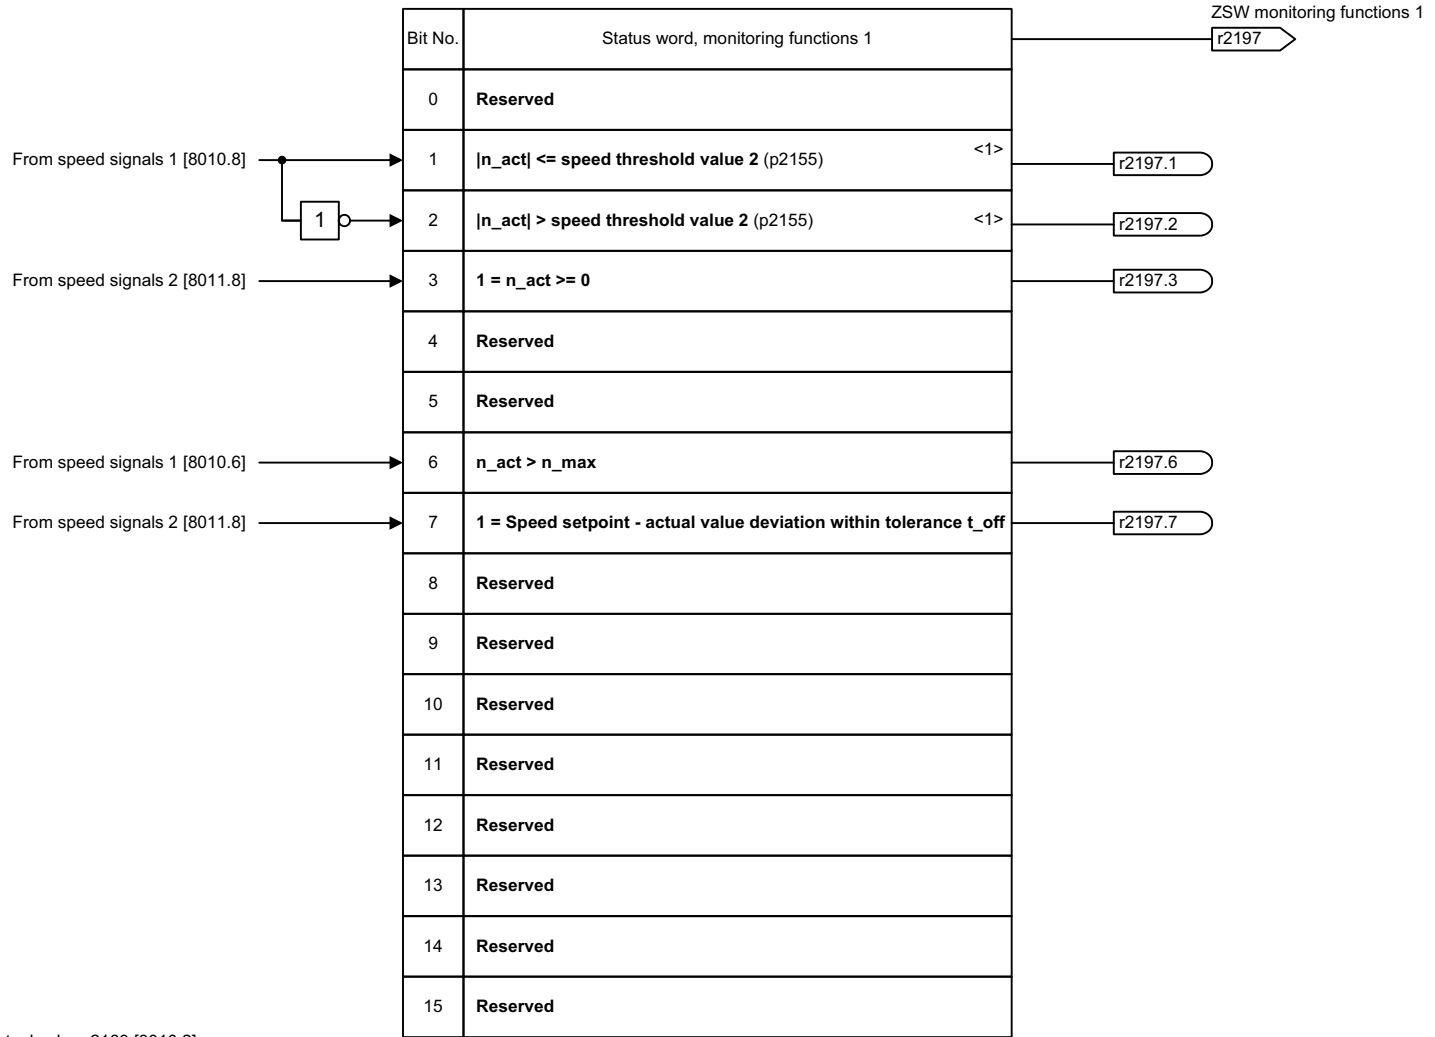 ZSW monitoring functions 1
Bit No. Status word, monitoring functions 1 r2197
0 Reserved
From speed signals 1 [8010.8] 1 |n_act| <= speed threshold value 2 (p2155) <1> r2197.1
1 2 |n_act| > speed threshold value 2 (p2155) <1> r2197.2
From speed signals 2 [8011.8] 3 1 = n_act >= 0 r2197.3
4 Reserved
5 Reserved
From speed signals 1 [8010.6] 6 n_act > n_max r2197.6
From speed signals 2 [8011.8] 7 1 = Speed setpoint - actual value deviation within tolerance t_off r2197.7
8 Reserved
9 Reserved
10 Reserved
11 Reserved
12 Reserved
13 Reserved
14 Reserved
15 Reserved